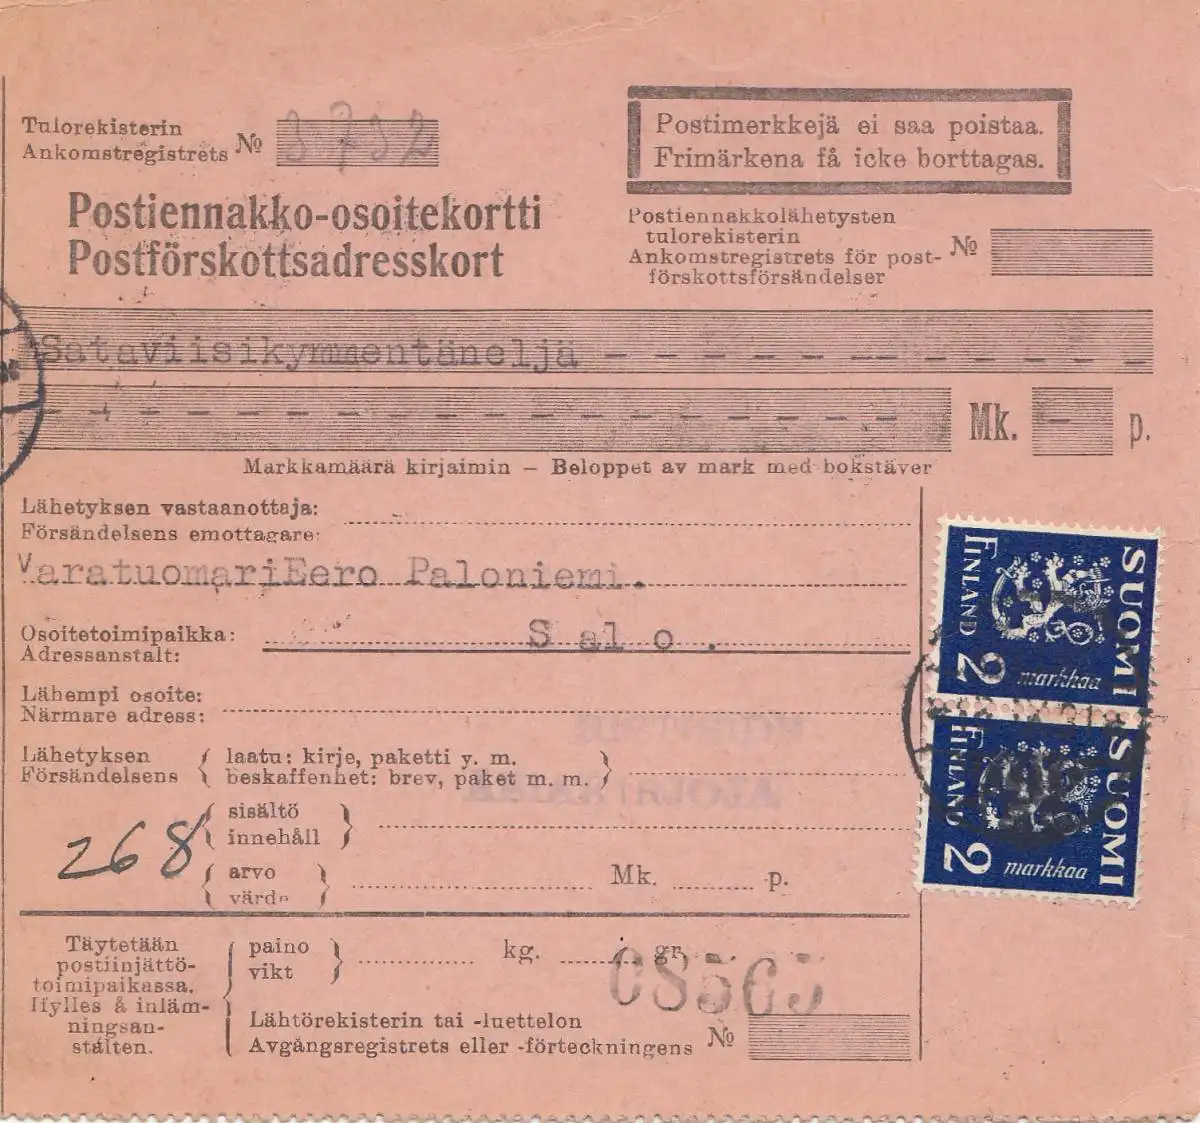 Tulorekisterin
Ankomstregistrets № 3732
Postimerkkejä ei saa poistaa.
Frimärkena få icke borttagas.
Postiennakko-osoitekortti
Postförskottsadresskort
Postiennakkolähetysten
tulorekisterin
Ankomstregistrets för post- №
förskottsförsändelser
Sataviisikymmentäneljä - - - - - -- - - - - -
- - - - - - - - - - - - - - - - - - Mk. - p.
Markkamäärä kirjaimin – Beloppet av mark med bokstäver
Lähetyksen vastaanottaja:
Försändelsens emottagare:
VaratuomariEero Paloniemi.
Osoitetoimipaikka:
Adressanstalt:
S a l o .
Lähempi osoite:
Närmare adress:
Lähetyksen laatu: kirje, paketti y. m.
Försändelsens beskaffenhet: brev, paket m. m.
sisältö
innehåll
268
arvo
värde
Mk. p.
Täytetään
postiinjättö-
toimipaikassa.
Ifylles å inläm-
ningsan-
stalten.
paino
vikt
kg. gr.
08565
Lähtörekisterin tai -luettelon
Avgångsregistrets eller -förteckningens №
SUOMI
FINLAND
2 markkaa
SUOMI
FINLAND
2 markkaa